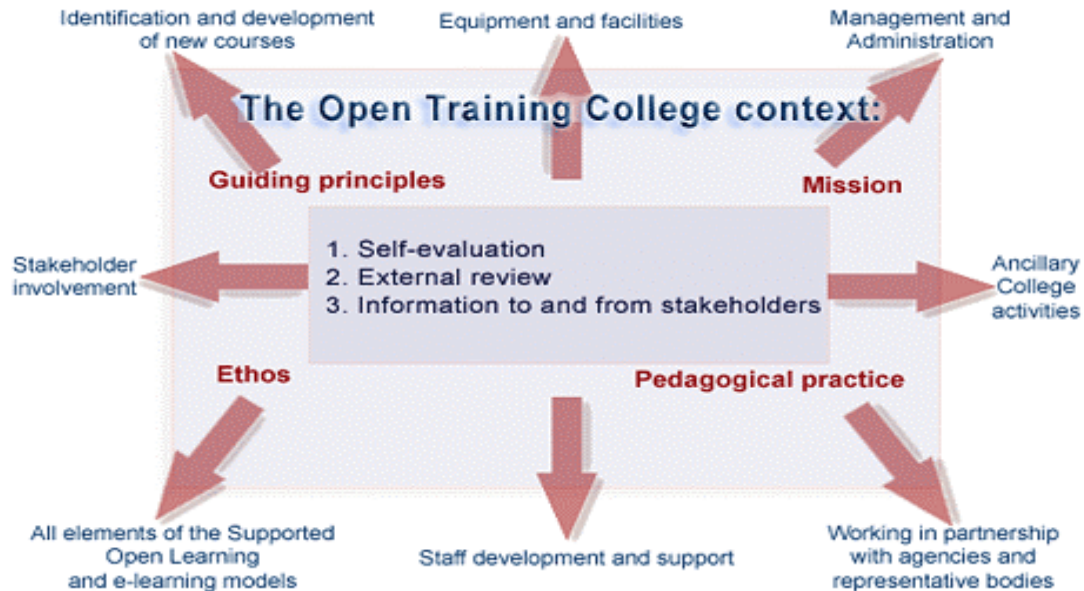 Identification and development
of new courses
Equipment and facilities
Management and
Administration
The Open Training College context:
Guiding principles
Mission
1. Self-evaluation
2. External review
3. Information to and from stakeholders
Stakeholder
involvement
Ancillary
College
activities
Ethos
Pedagogical practice
All elements of the Supported
Open Learning
and e-learning models
Staff development and support
Working in partnership
with agencies and
representative bodies